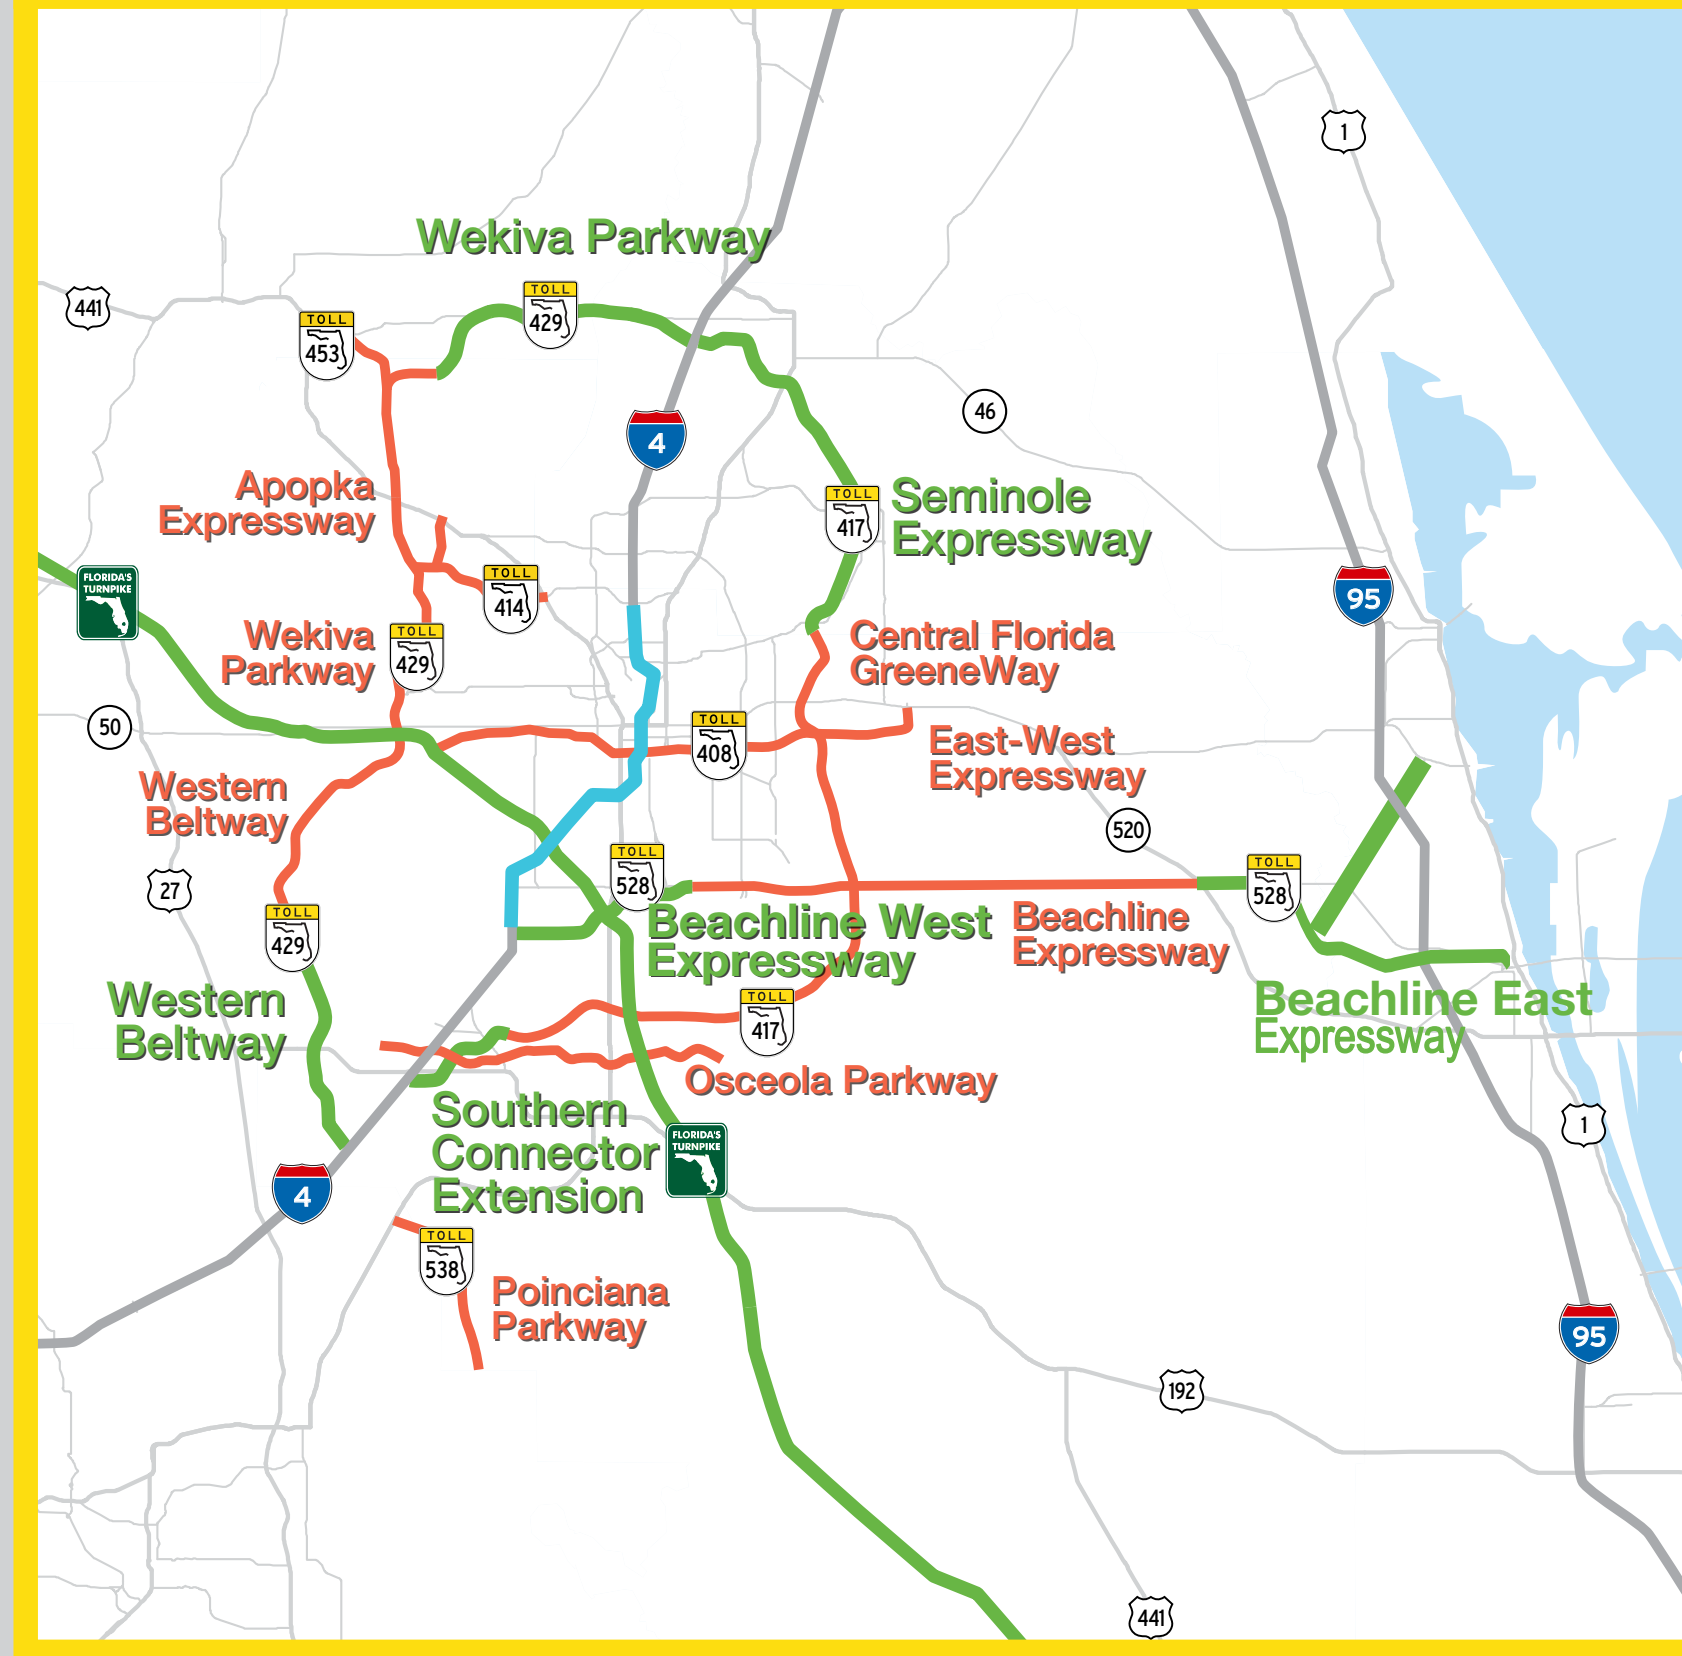 1
Wekiva Parkway
441
TOLL
429
TOLL
453
46
4
Apopka
Expressway
TOLL
417
Seminole
Expressway
FLORIDA'S
TURNPIKE
TOLL
414
95
Wekiva
Parkway
TOLL
429
Central Florida
GreeneWay
50
TOLL
408
East-West
Expressway
Western
Beltway
520
27
TOLL
528
TOLL
528
TOLL
429
Beachline West
Expressway
Beachline
Expressway
Western
Beltway
TOLL
417
Beachline East
Expressway
Osceola Parkway
Southern
Connector
Extension
FLORIDA'S
TURNPIKE
1
4
TOLL
538
Poinciana
Parkway
95
192
441